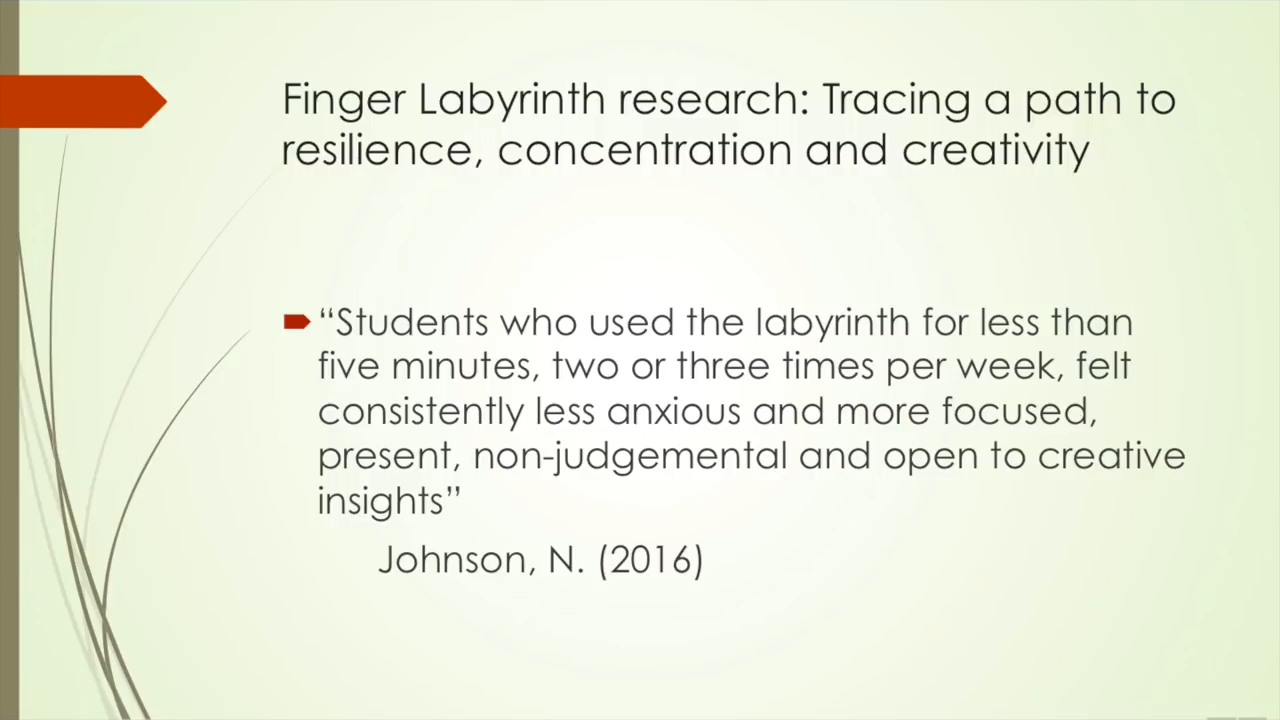 Finger Labyrinth research: Tracing a path to
resilience, concentration and creativity
“Students who used the labyrinth for less than
five minutes, two or three times per week, felt
consistently less anxious and more focused,
present, non-judgemental and open to creative
insights”
Johnson, N. (2016)